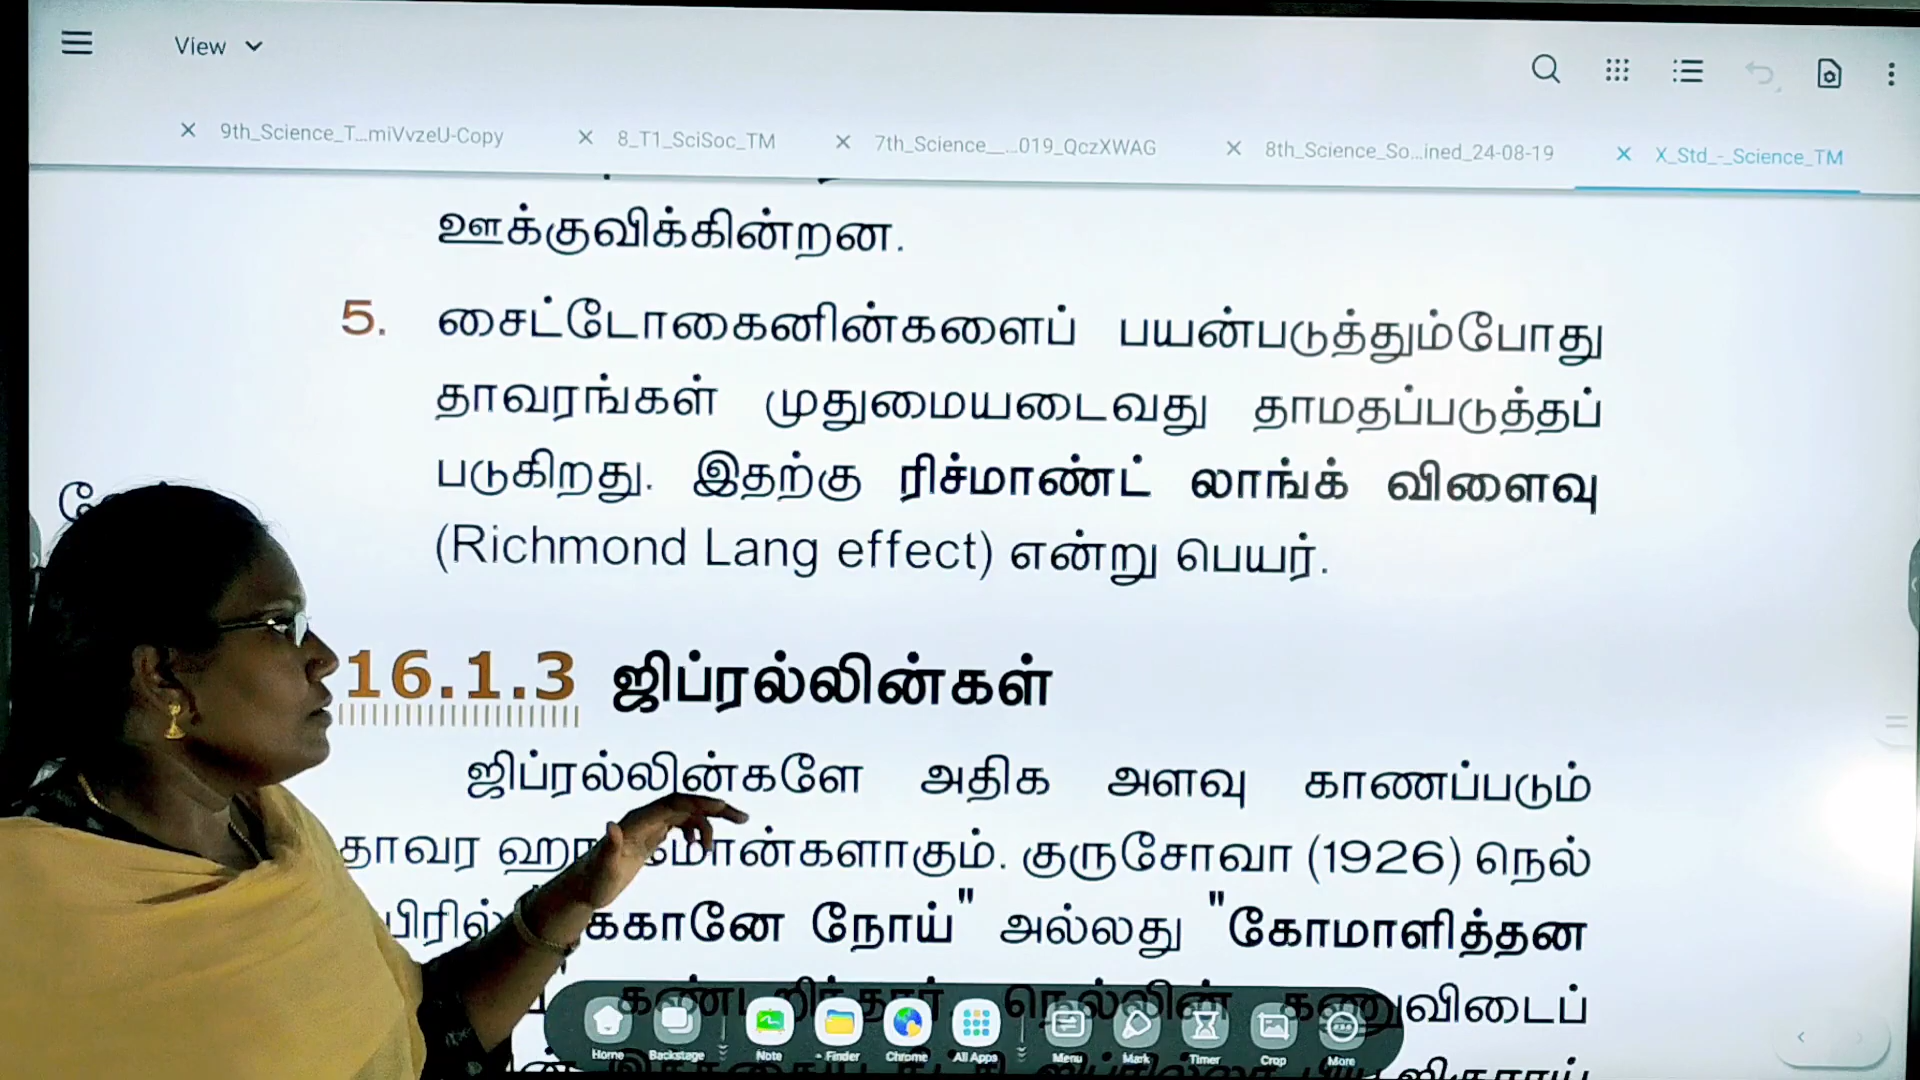 View
9th_Science_T...miVvzeU-Copy
8_T1_SciSoc_TM
7th_Science__...019_QczXWAG
8th_Science_So...ined_24-08-19
X_Std_-_Science_TM
ஊக்குவிக்கின்றன.
5. சைட்டோகைனின்களைப் பயன்படுத்தும்போது
தாவரங்கள் முதுமையடைவது தாமதப்படுத்தப்
படுகிறது. இதற்கு ரிச்மாண்ட் லாங்க் விளைவு
(Richmond Lang effect) என்று பெயர்.
16.1.3 ஜிப்ரல்லின்கள்
ஜிப்ரல்லின்களே அதிக அளவு காணப்படும்
தாவர ஹார்மோன்களாகும். குருசோவா (1926) நெல்
நோய்" அல்லது "கோமாளித்தன
கண்டறிந்தார். நெல்லின் கணுவிடைப்
Home
Backstage
Note
Finder
Chrome
All Apps
Menu
Mark
Timer
Crop
More